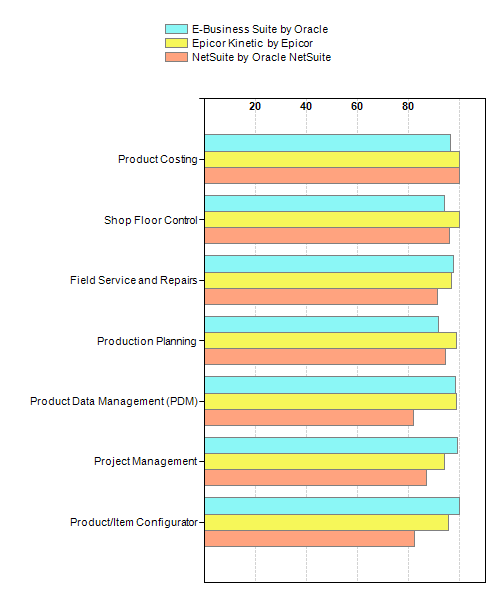 E-Business Suite by Oracle
Epicor Kinetic by Epicor
NetSuite by Oracle NetSuite
20 40 60 80
Product Costing
Shop Floor Control
Field Service and Repairs
Production Planning
Product Data Management (PDM)
Project Management
Product/Item Configurator